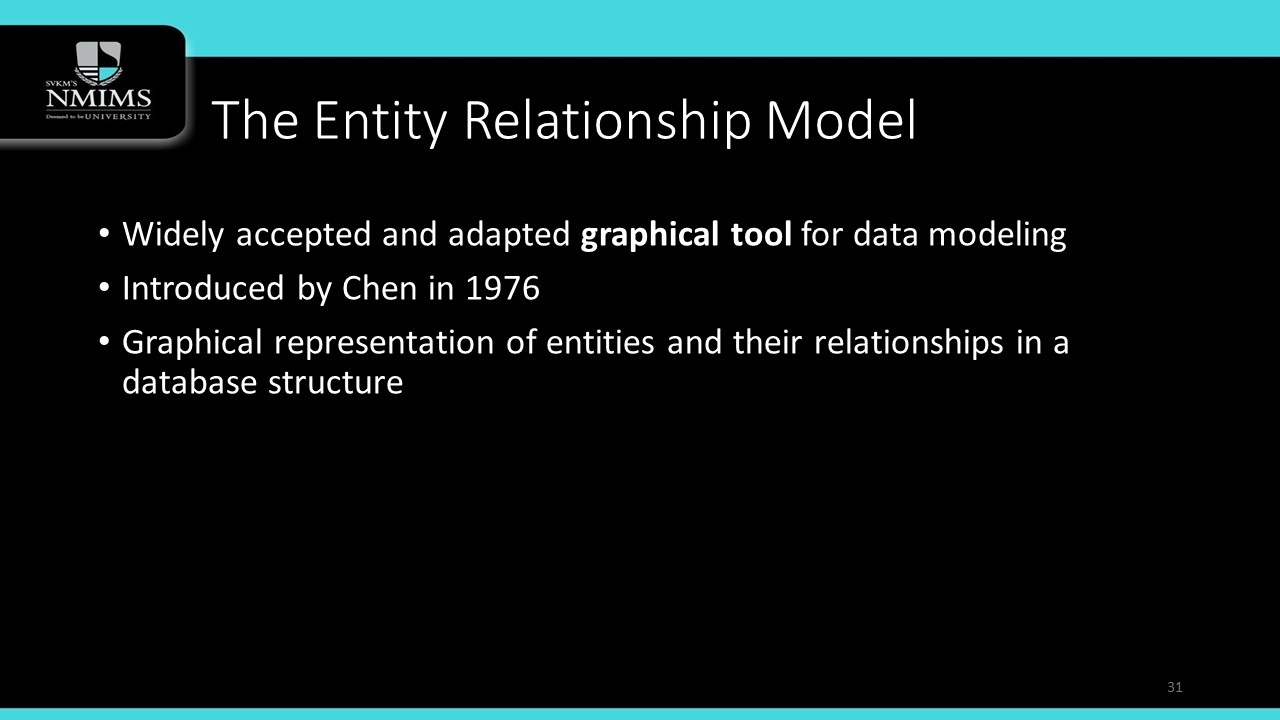 SVKM'S
NMIMS
Deemed to be UNIVERSITY
The Entity Relationship Model
• Widely accepted and adapted graphical tool for data modeling
• Introduced by Chen in 1976
• Graphical representation of entities and their relationships in a
database structure
31